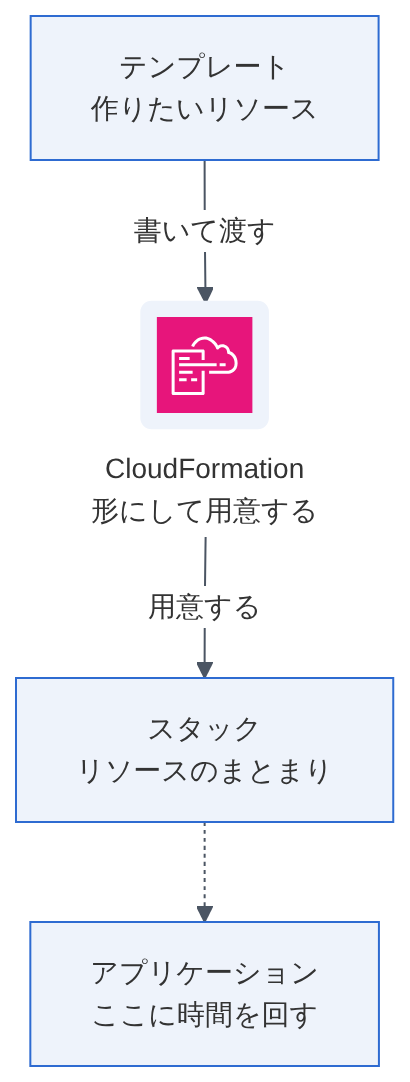 テンプレート
作りたいリソース
書いて渡す
CloudFormation
形にして用意する
用意する
スタック
リソースのまとまり
アプリケーション
ここに時間を回す